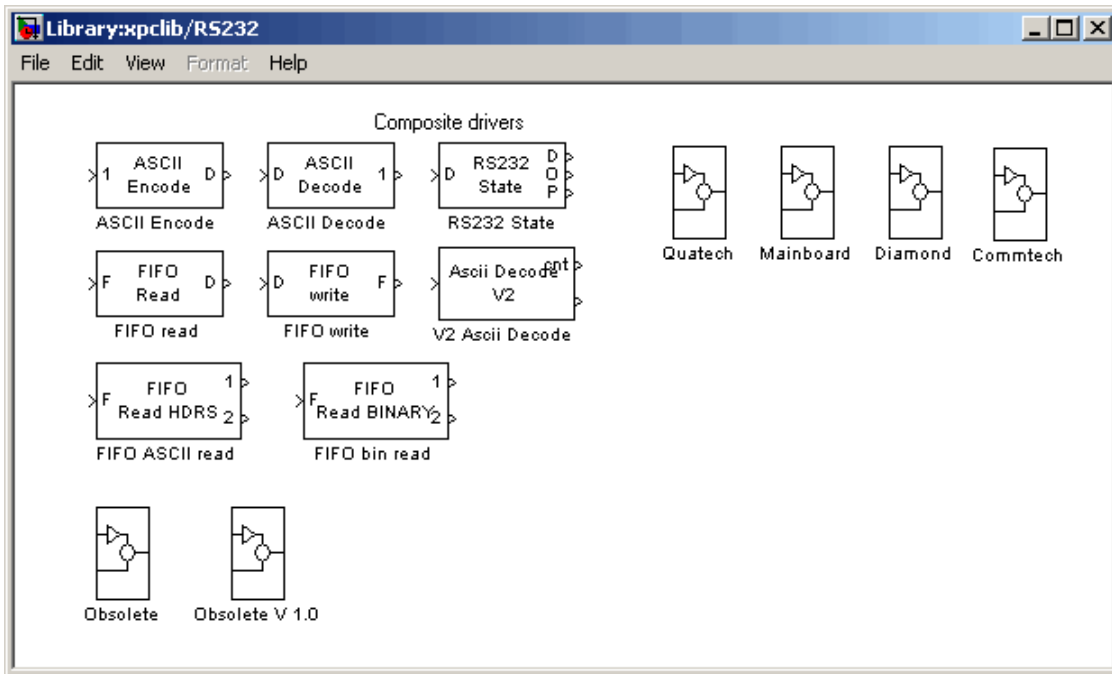 Library:xpclib/RS232
File Edit View Format Help
Composite drivers
1 ASCII Encode D
ASCII Encode
D ASCII Decode 1
ASCII Decode
D RS232 State D O P
RS232 State
Quatech
Mainboard
Diamond
Commtech
F FIFO Read D
FIFO read
D FIFO write F
FIFO write
Ascii Decode V2 cnt
V2 Ascii Decode
F FIFO Read HDRS 1 2
FIFO ASCII read
F FIFO Read BINARY 1 2
FIFO bin read
Obsolete
Obsolete V 1.0